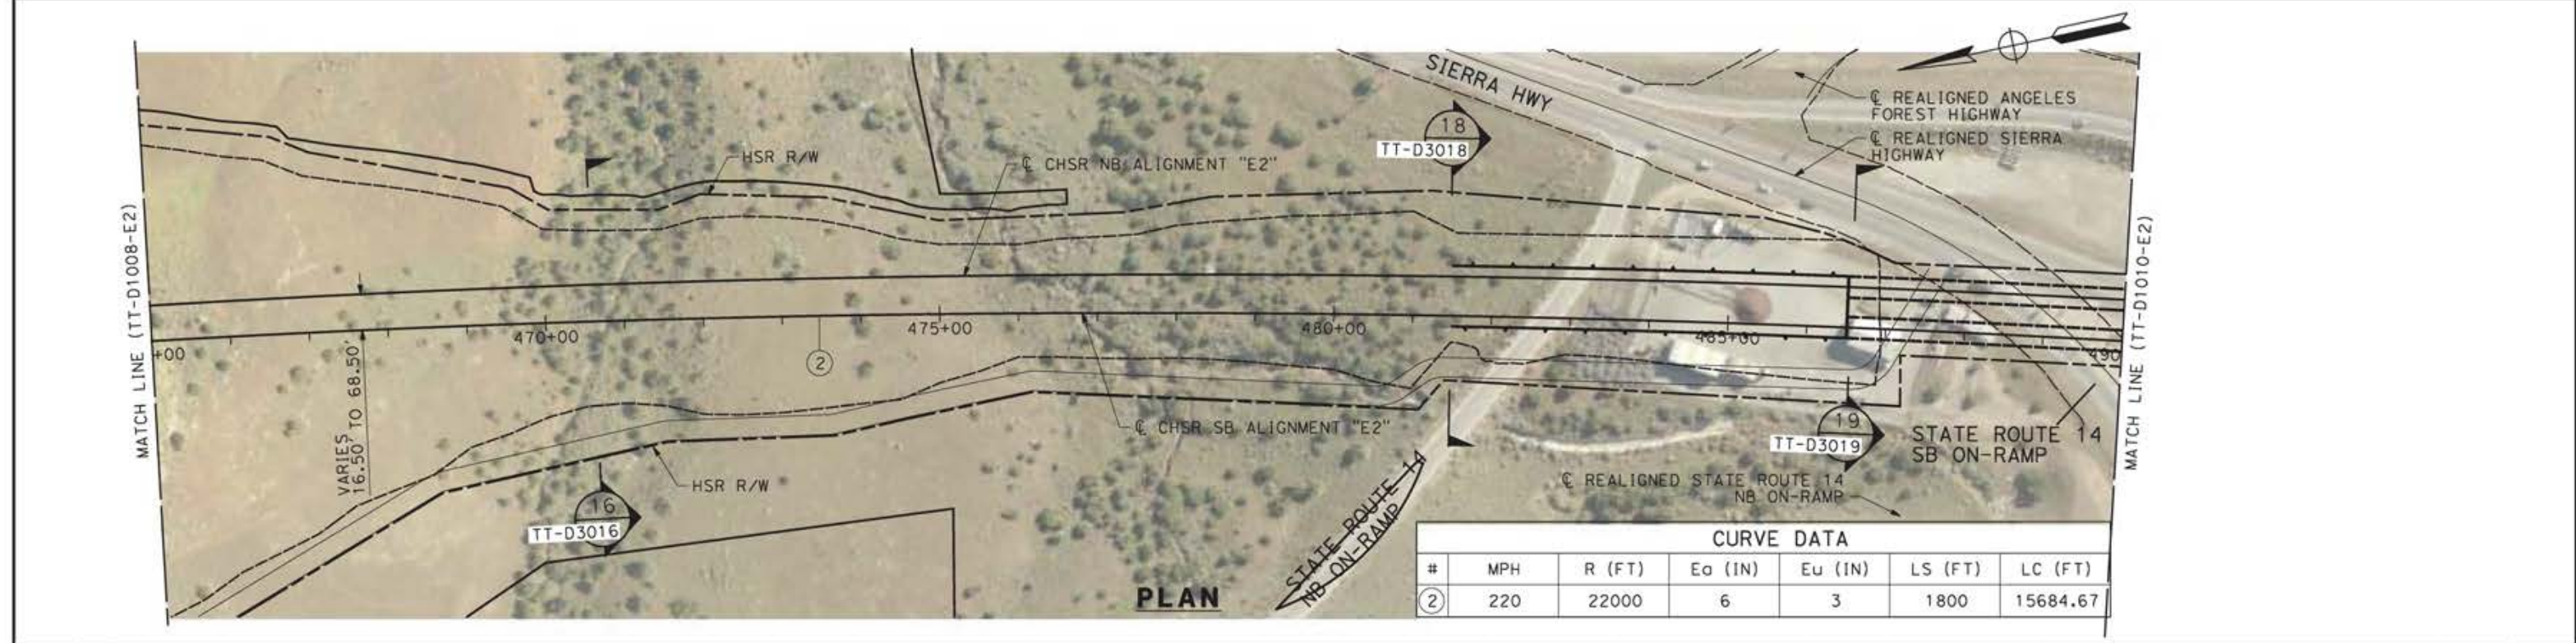 SIERRA HWY
℄ REALIGNED ANGELES
FOREST HIGHWAY
℄ REALIGNED SIERRA
HIGHWAY
18
TT-D3018
HSR R/W
℄ CHSR NB ALIGNMENT "E2"
MATCH LINE (TT-D1008-E2)
MATCH LINE (TT-D1010-E2)
+00
470+00
475+00
480+00
485+00
490
2
VARIES
16.50' TO 68.50'
℄ CHSR SB ALIGNMENT "E2"
HSR R/W
16
TT-D3016
19
TT-D3019
STATE ROUTE 14
SB ON-RAMP
℄ REALIGNED STATE ROUTE 14
NB ON-RAMP
STATE ROUTE 14
NB ON-RAMP
PLAN
CURVE DATA
# MPH R (FT) Ea (IN) Eu (IN) LS (FT) LC (FT)
2 220 22000 6 3 1800 15684.67